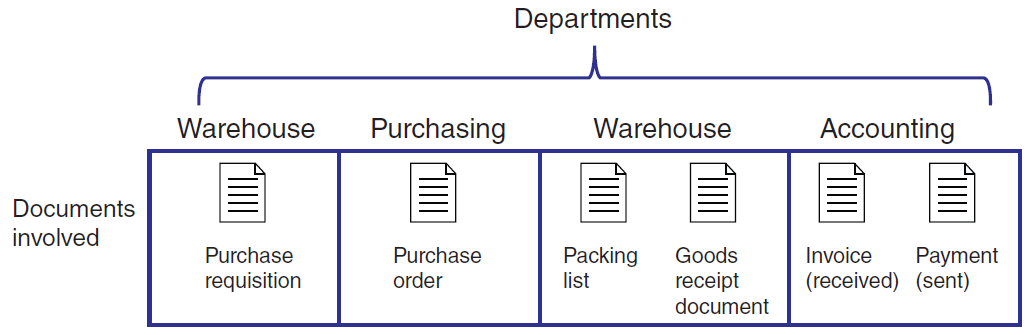 Departments
Warehouse Purchasing Warehouse Accounting
Documents
involved
Purchase
requisition
Purchase
order
Packing
list
Goods
receipt
document
Invoice
(received)
Payment
(sent)